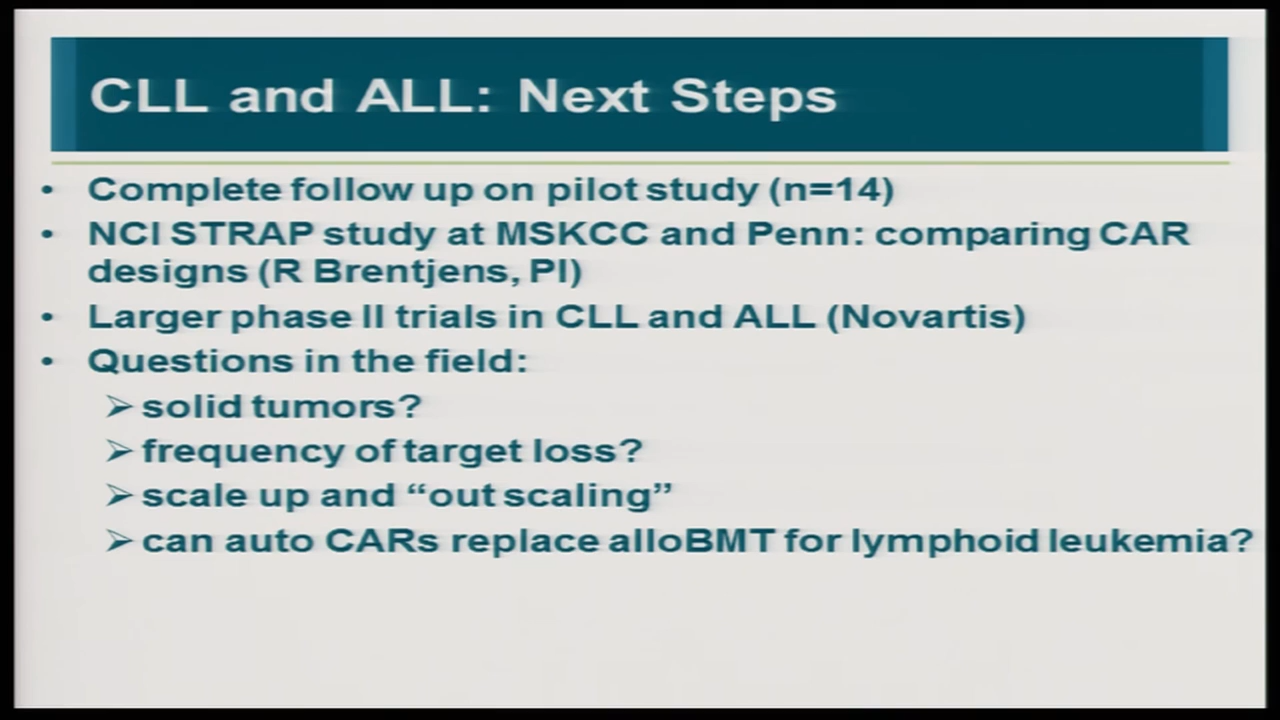 CLL and ALL: Next Steps
• Complete follow up on pilot study (n=14)
• NCI STRAP study at MSKCC and Penn: comparing CAR
designs (R Brentjens, PI)
• Larger phase II trials in CLL and ALL (Novartis)
• Questions in the field:
➢ solid tumors?
➢ frequency of target loss?
➢ scale up and “out scaling”
➢ can auto CARs replace alloBMT for lymphoid leukemia?